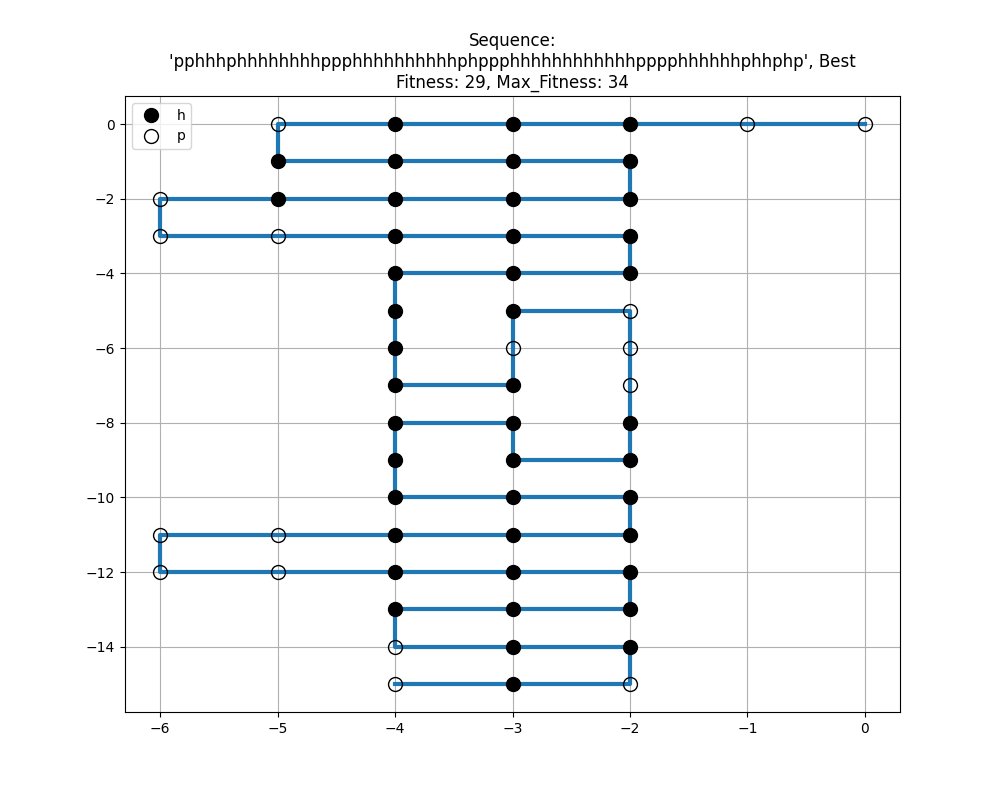 Sequence:
'pphhhphhhhhhhhppphhhhhhhhhhphppphhhhhhhhhhhhpppphhhhhhphhphp', Best
Fitness: 29, Max_Fitness: 34
h
p
0
−2
−4
−6
−8
−10
−12
−14
−6 −5 −4 −3 −2 −1 0